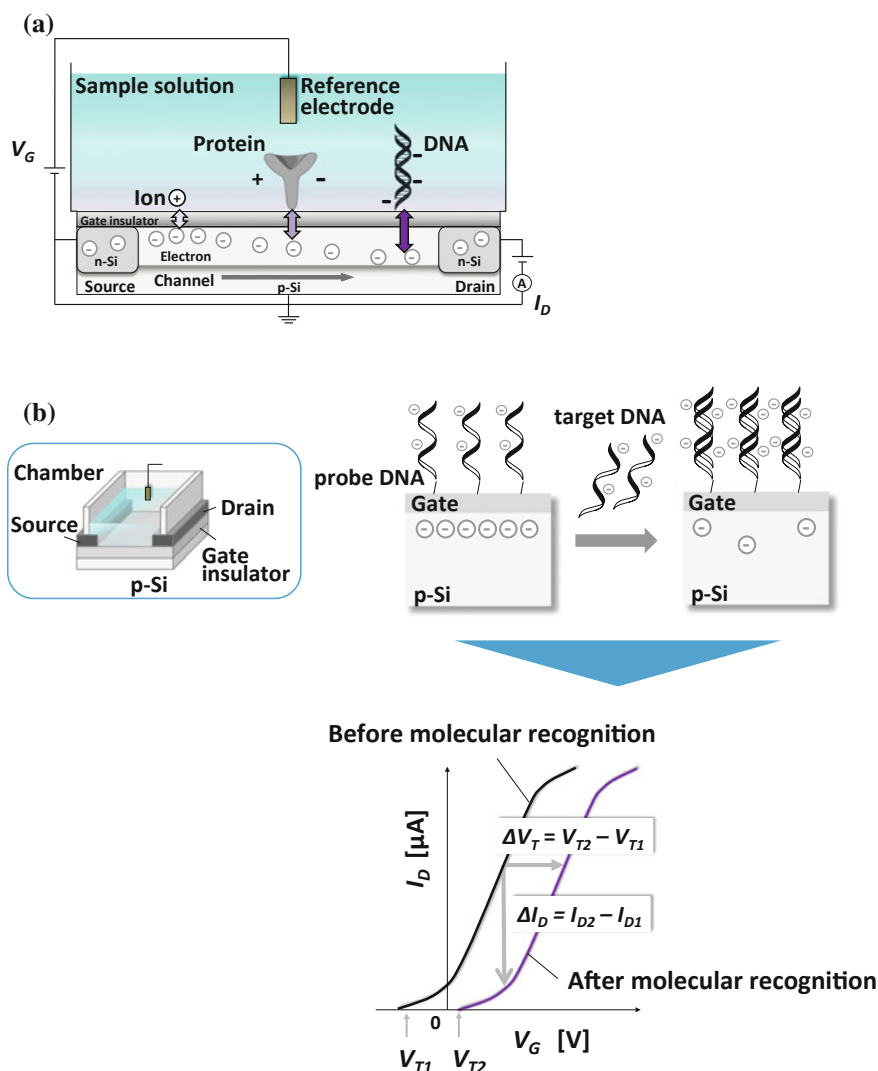 (a)
Sample solution
Reference
electrode
V_G
Protein
DNA
+
-
-
-
-
Ion +
Gate insulator
- - - - - - - - - - - - -
n-Si
Electron
n-Si
Channel
p-Si
Source
Drain
A
I_D
(b)
Chamber
Source
Drain
Gate
insulator
p-Si
target DNA
probe DNA
Gate
Gate
- - - - - -
- - -
p-Si
p-Si
Before molecular recognition
I_D [µA]
ΔV_T = V_T2 – V_T1
ΔI_D = I_D2 – I_D1
After molecular recognition
0
V_G [V]
V_T1
V_T2